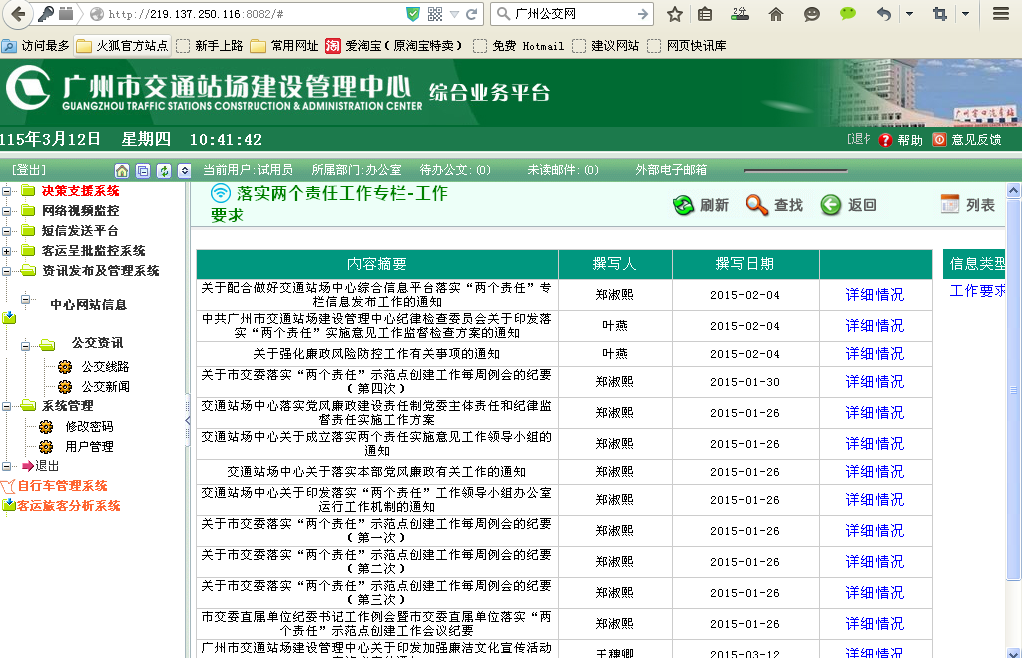 http://219.137.250.116:8082/#
广州公交网
访问最多 火狐官方站点 新手上路 常用网址 爱淘宝（原淘宝特卖） 免费 Hotmail 建议网站 网页快讯库
广州市交通站场建设管理中心 综合业务平台
GUANGZHOU TRAFFIC STATIONS CONSTRUCTION & ADMINISTRATION CENTER
115年3月12日 星期四 10:41:42
帮助 意见反馈
[登出]
当前用户:试用员 所属部门:办公室 待办公文:(0) 未读邮件:(0) 外部电子邮箱
决策支援系统
网络视频监控
短信发送平台
客运呈批监控系统
资讯发布及管理系统
中心网站信息
公交资讯
公交线路
公交新闻
系统管理
修改密码
用户管理
退出
自行车管理系统
客运旅客分析系统
落实两个责任工作专栏-工作
要求
刷新 查找 返回 列表
内容摘要 撰写人 撰写日期
信息类型
工作要求
关于配合做好交通站场中心综合信息平台落实“两个责任”专
栏信息发布工作的通知 郑淑熙 2015-02-04 详细情况
中共广州市交通站场建设管理中心纪律检查委员会关于印发落
实“两个责任”实施意见工作监督检查方案的通知 叶燕 2015-02-04 详细情况
关于强化廉政风险防控工作有关事项的通知 叶燕 2015-02-04 详细情况
关于市交委落实“两个责任”示范点创建工作每周例会的纪要
（第四次） 郑淑熙 2015-01-30 详细情况
交通站场中心落实党风廉政建设责任制党委主体责任和纪律监
督责任实施工作方案 郑淑熙 2015-01-26 详细情况
交通站场中心关于成立落实两个责任实施意见工作领导小组的
通知 郑淑熙 2015-01-26 详细情况
交通站场中心关于落实本部党风廉政有关工作的通知 郑淑熙 2015-01-26 详细情况
交通站场中心关于印发落实“两个责任”工作领导小组办公室
运行工作机制的通知 郑淑熙 2015-01-26 详细情况
关于市交委落实“两个责任”示范点创建工作每周例会的纪要
（第一次） 郑淑熙 2015-01-26 详细情况
关于市交委落实“两个责任”示范点创建工作每周例会的纪要
（第二次） 郑淑熙 2015-01-26 详细情况
关于市交委落实“两个责任”示范点创建工作每周例会的纪要
（第三次） 郑淑熙 2015-01-26 详细情况
市交委直属单位纪委书记工作例会暨市交委直属单位落实“两
个责任”示范点创建工作会议纪要 郑淑熙 2015-01-26 详细情况
广州市交通站场建设管理中心关于印发加强廉洁文化宣传活动
2015-03-12 详细情况